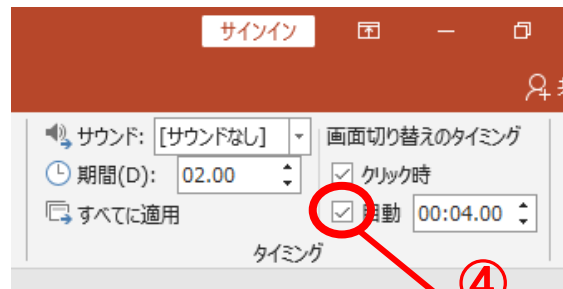 サインイン
サウンド: [サウンドなし]
画面切り替えのタイミング
期間(D): 02.00
クリック時
すべてに適用
自動 00:04.00
タイミング
④